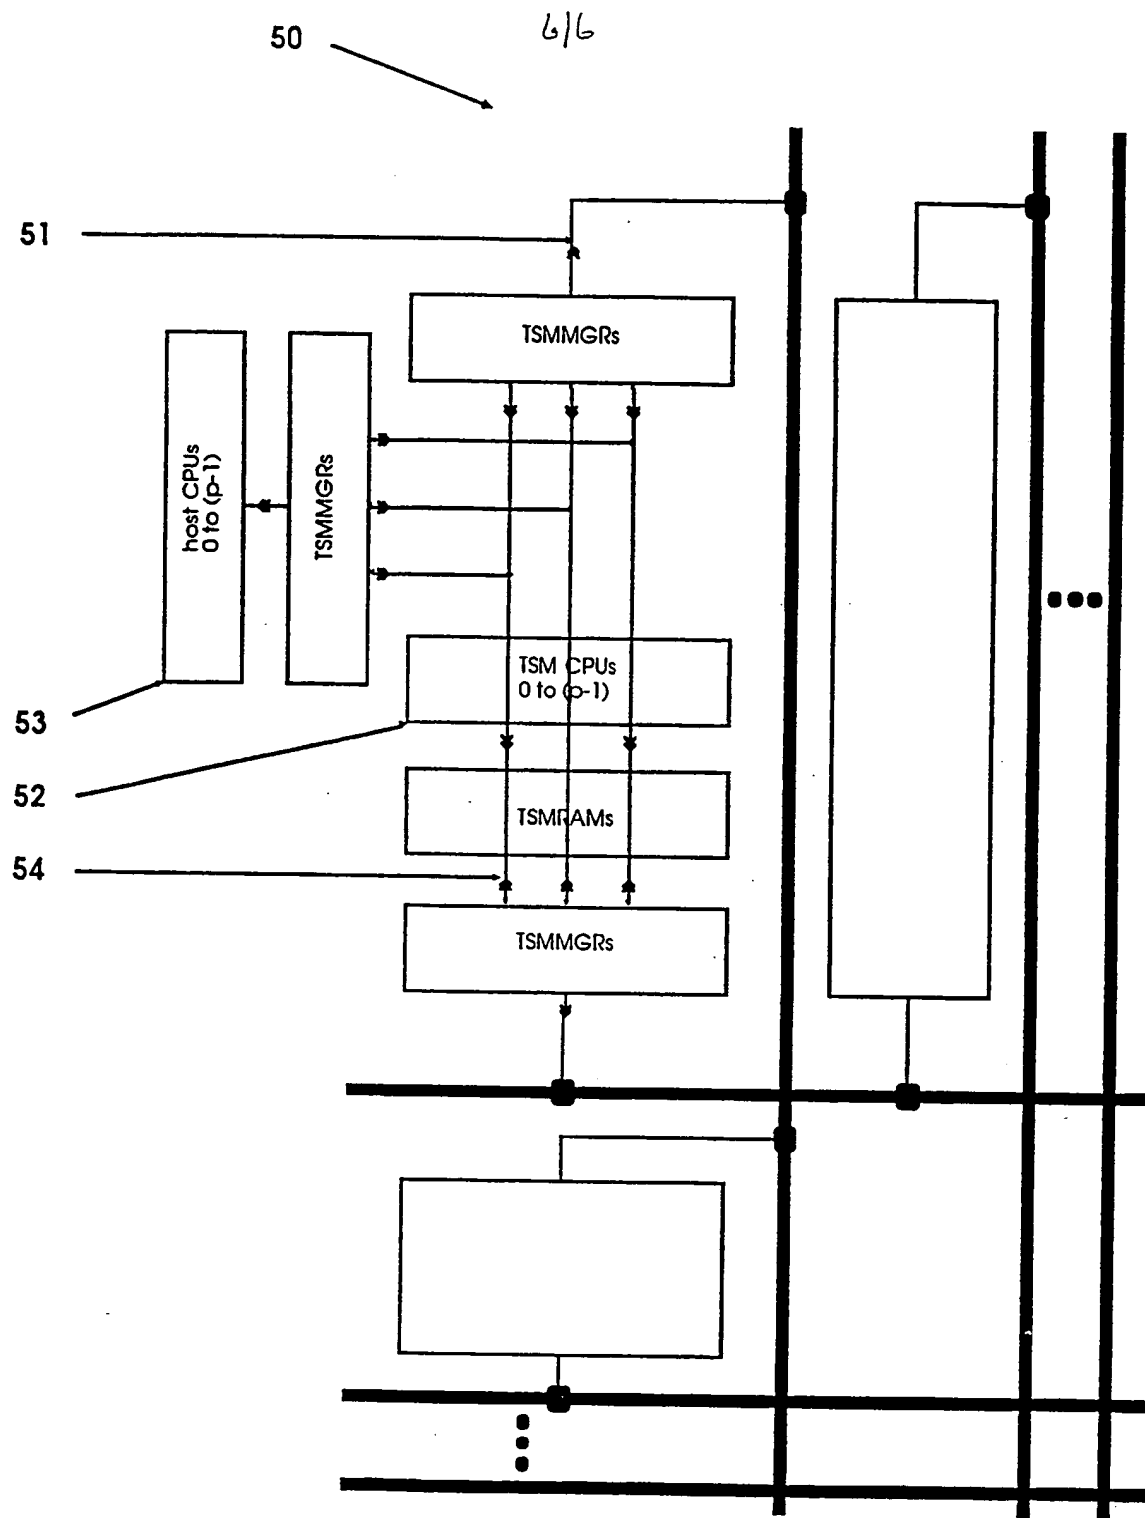 6/6
50
51
TSMMGRs
host CPUs
0 to (p-1)
TSMMGRs
TSM CPUs
0 to (p-1)
53
52
TSMRAMs
54
TSMMGRs